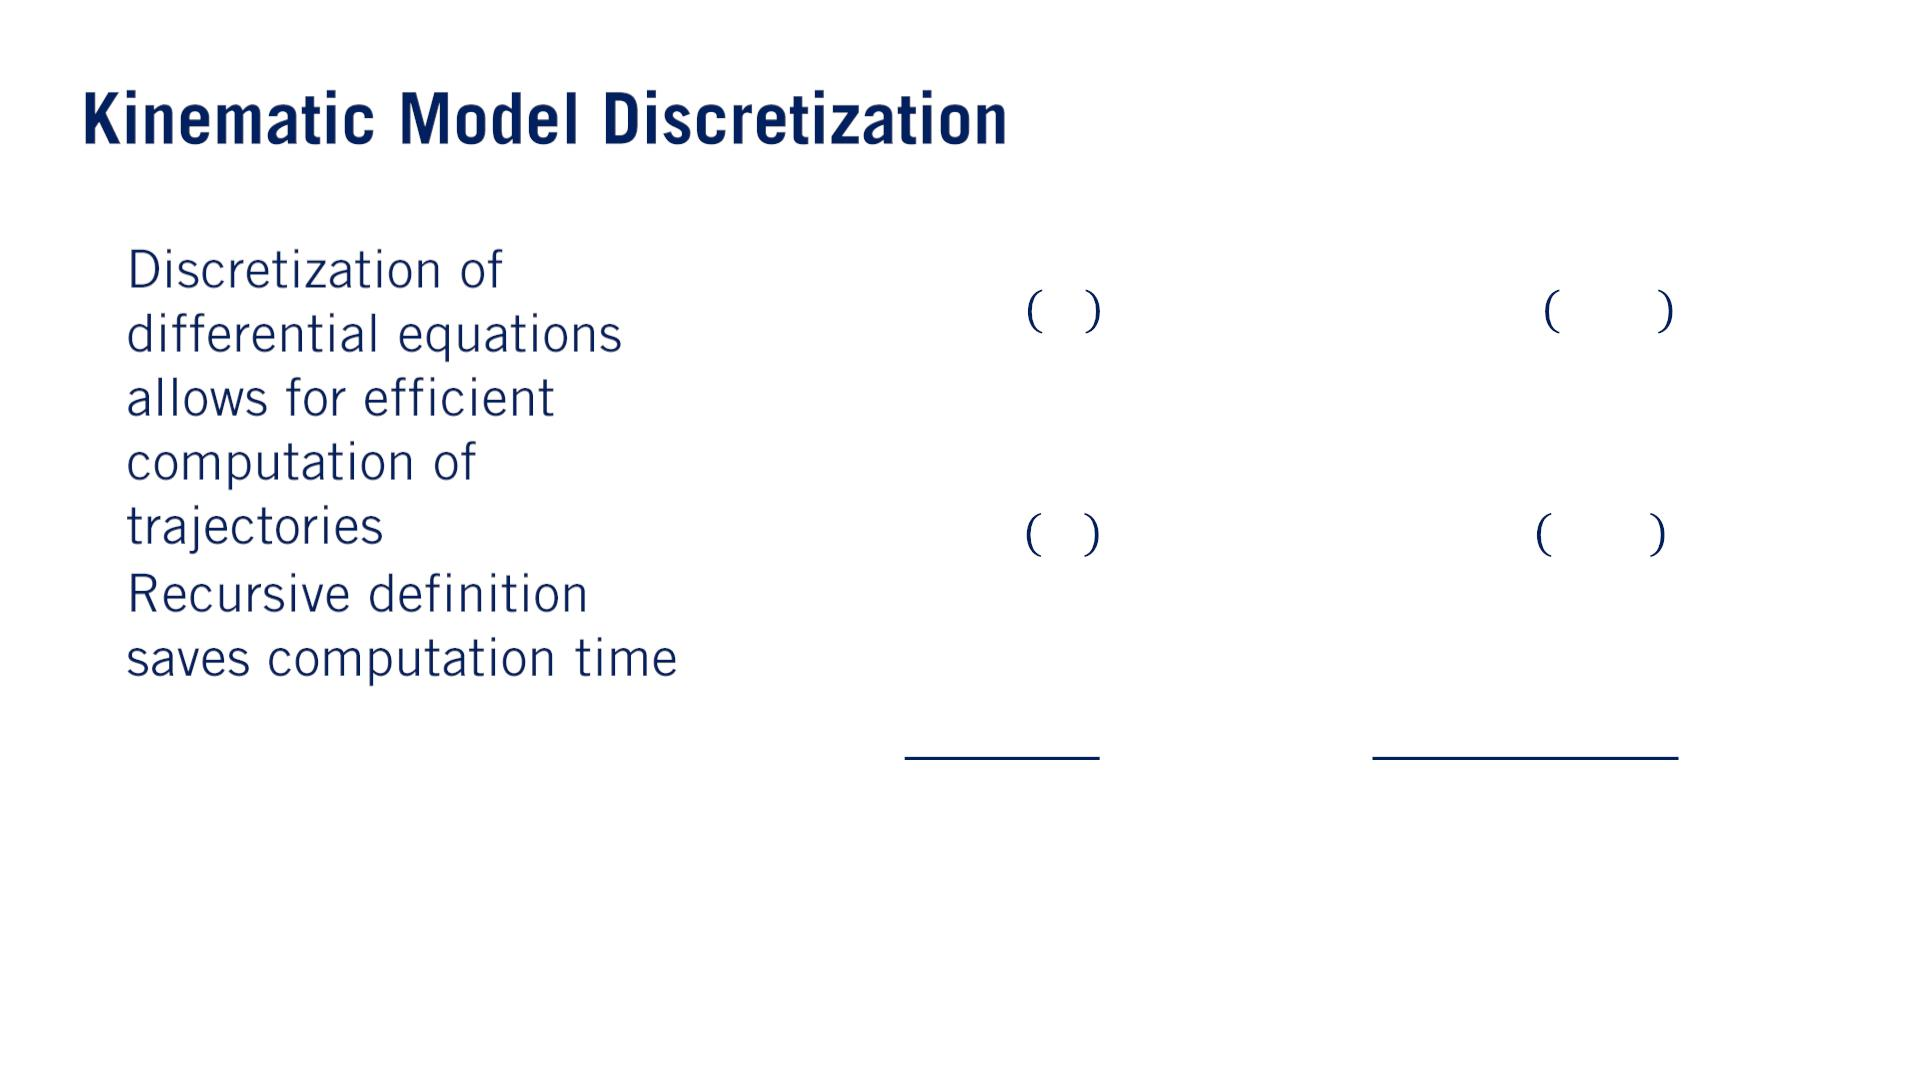 Kinematic Model Discretization
Discretization of
differential equations
allows for efficient
computation of
trajectories
Recursive definition
saves computation time
( ) ( )
( ) ( )